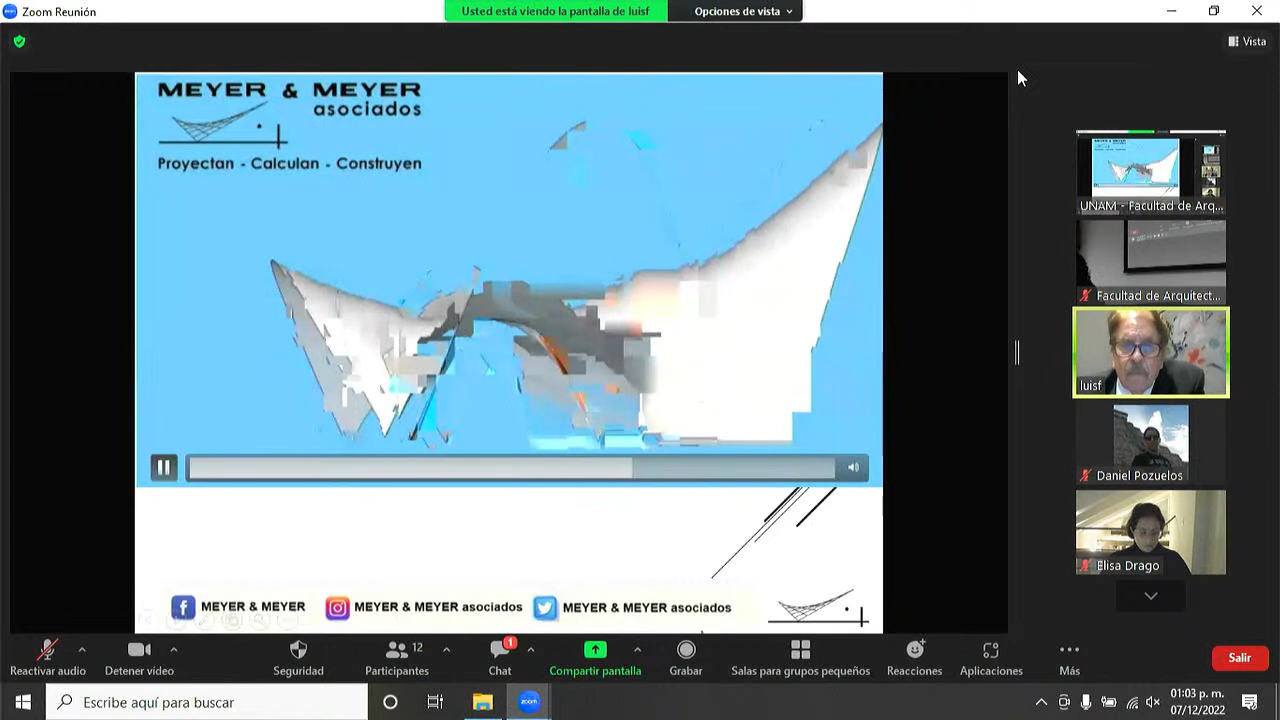 Zoom Reunión
Usted está viendo la pantalla de luisf
Opciones de vista
Vista
MEYER & MEYER
asociados
Proyectan - Calculan - Construyen
UNAM - Facultad de Arq...
Facultad de Arquitect...
luisf
Daniel Pozuelos
Elisa Drago
MEYER & MEYER
MEYER & MEYER asociados
MEYER & MEYER asociados
Reactivar audio
Detener vídeo
Seguridad
12
Participantes
1
Chat
Compartir pantalla
Grabar
Salas para grupos pequeños
Reacciones
Aplicaciones
Más
Salir
Escribe aquí para buscar
zoom
01:03 p. m.
07/12/2022